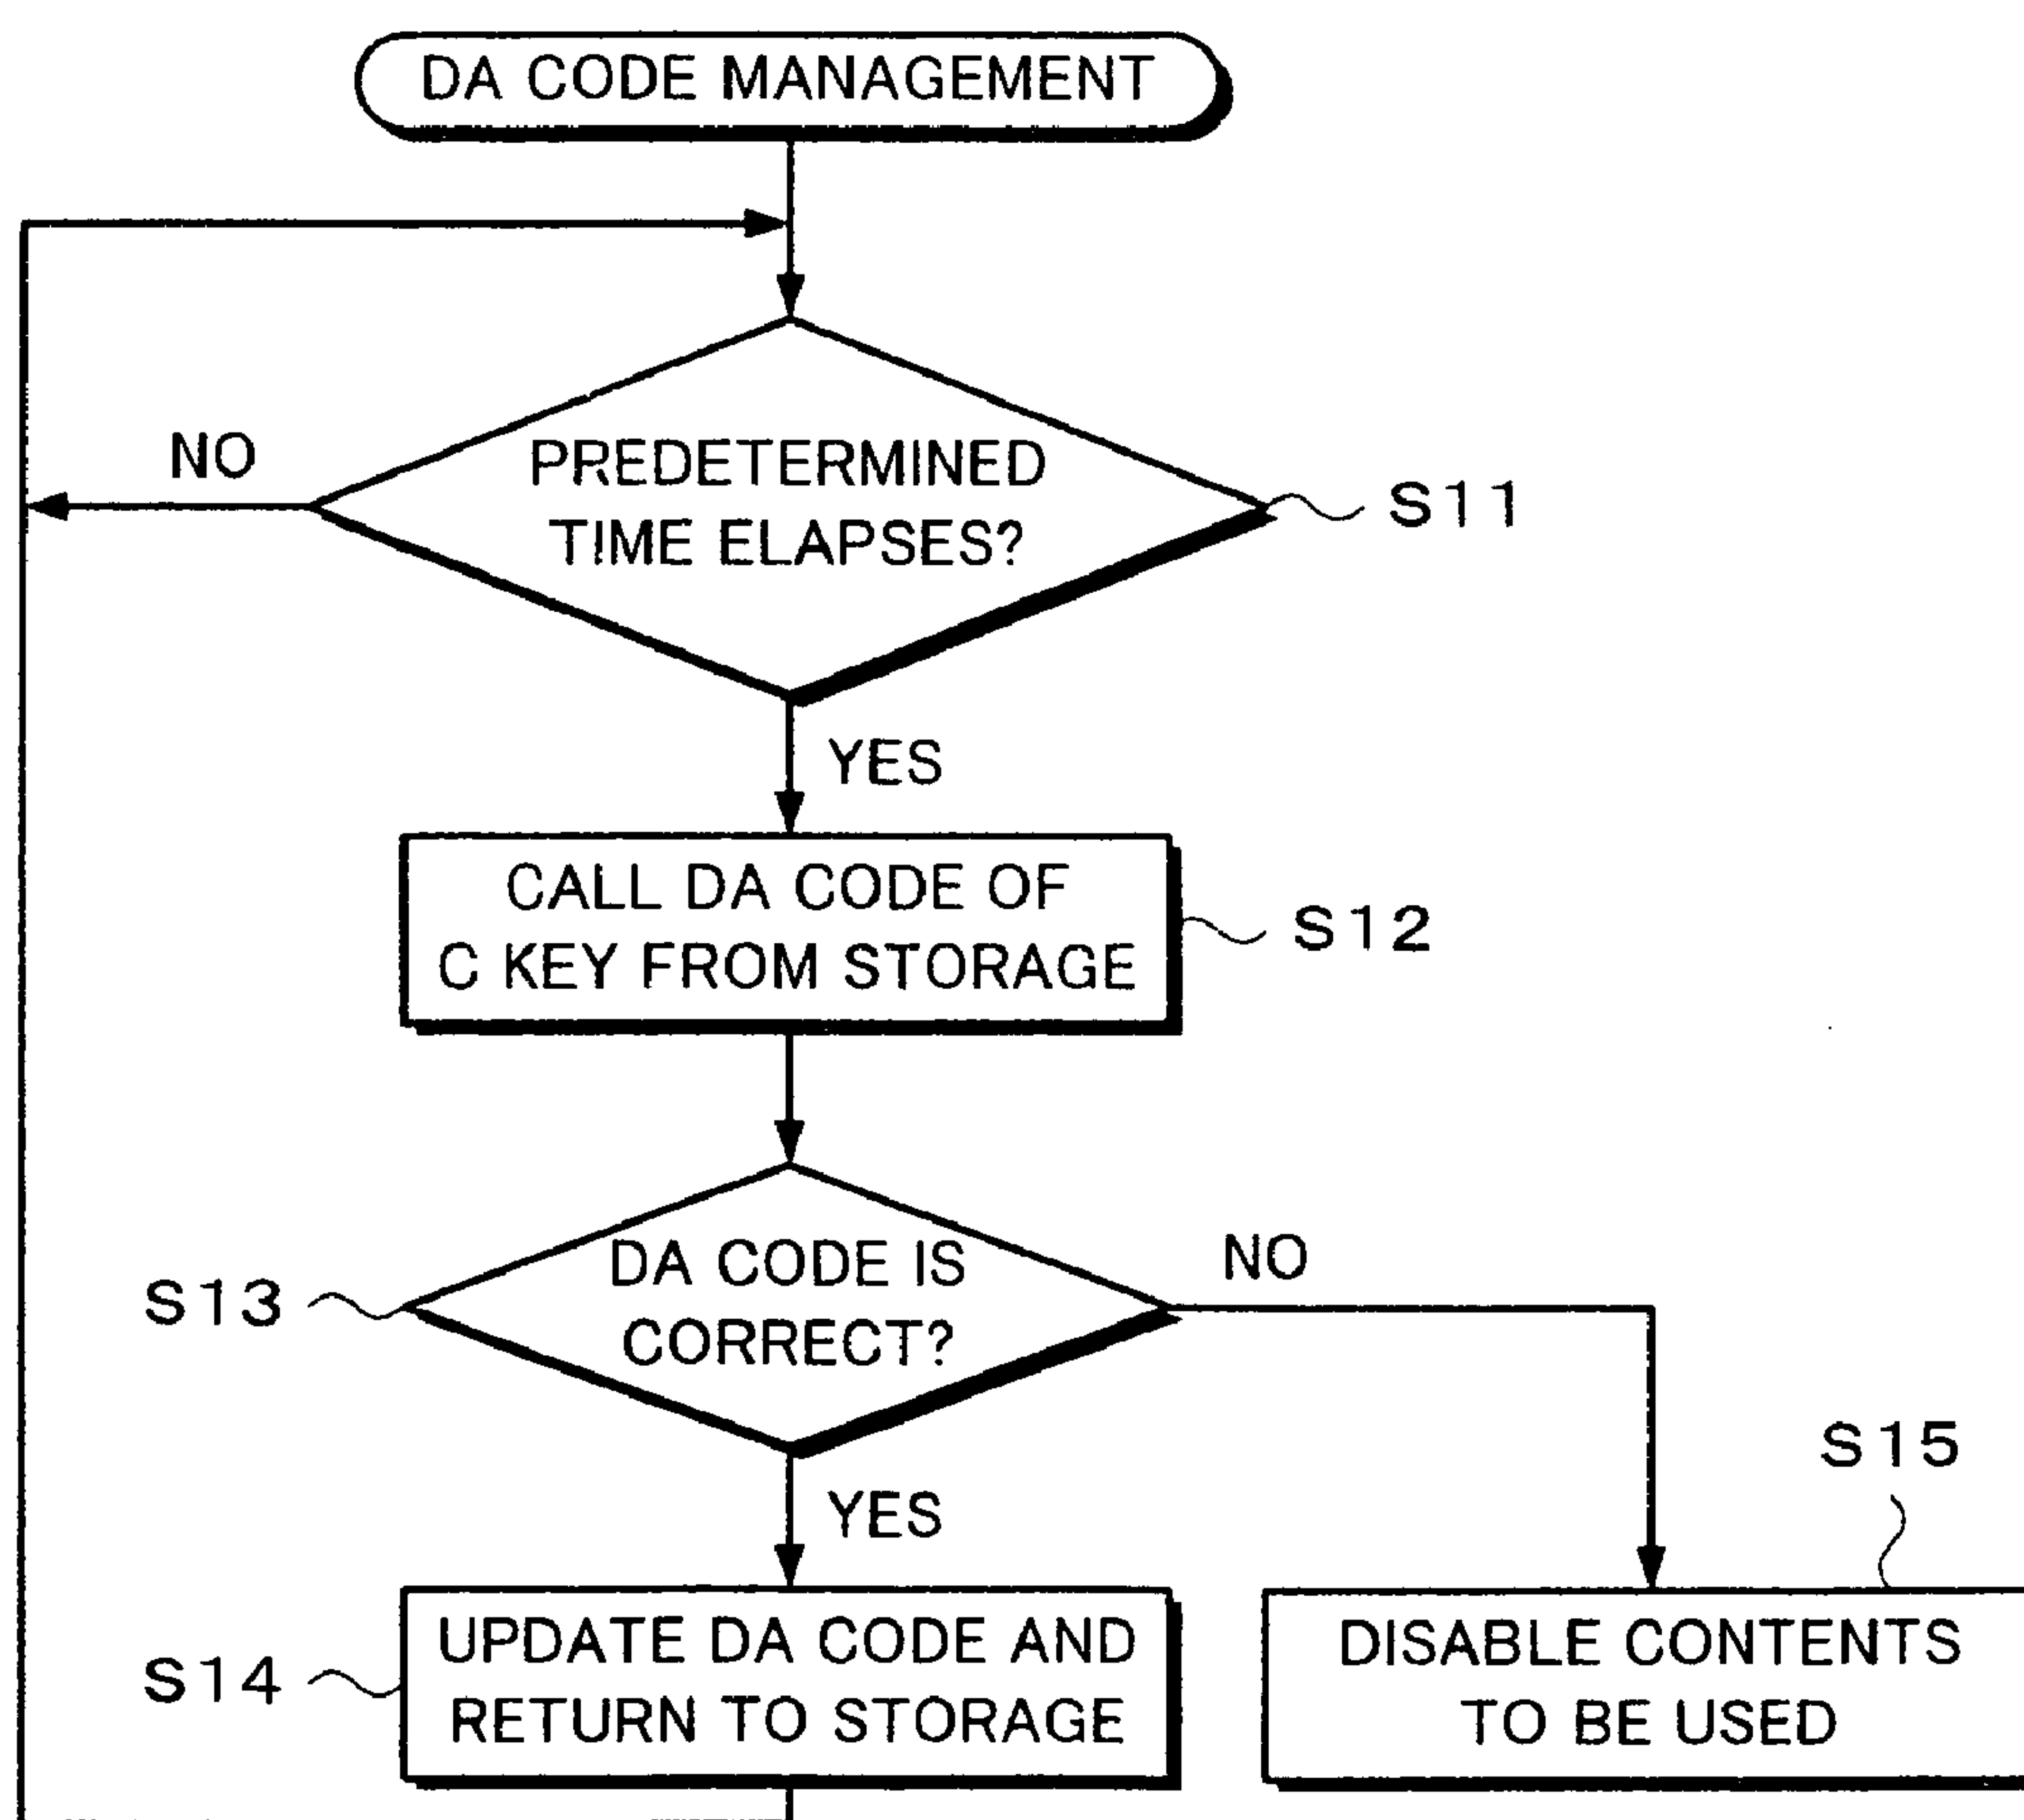 DA CODE MANAGEMENT
NO
PREDETERMINED
TIME ELAPSES?
S11
YES
CALL DA CODE OF
C KEY FROM STORAGE
S12
DA CODE IS
CORRECT?
S13
NO
YES
S15
UPDATE DA CODE AND
RETURN TO STORAGE
S14
DISABLE CONTENTS
TO BE USED